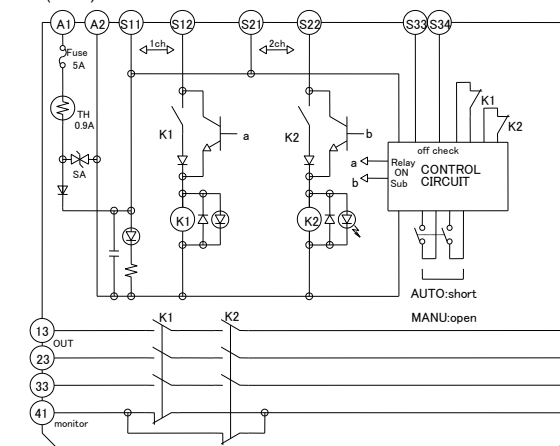 A1 A2 S11 S12 S21 S22 S33 S34
1ch 2ch
Fuse
5A
TH
0.9A
SA
K1
a
K2
b
K1
K2
off check
a Relay
ON
b Sub
CONTROL
CIRCUIT
K1
K2
AUTO:short
MANU:open
13
OUT
K1 K2
23
33
41
monitor